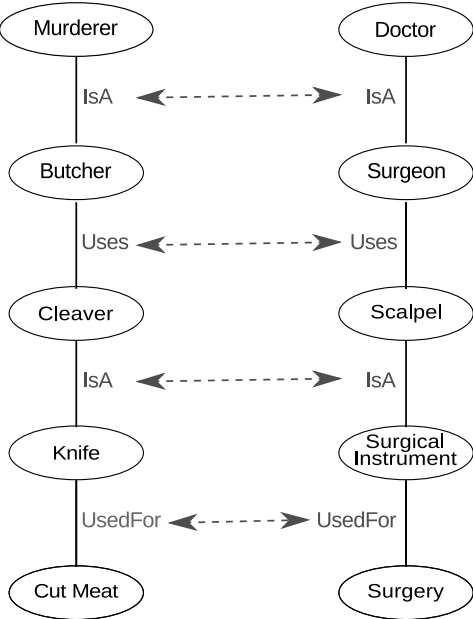 Murderer
Doctor
IsA
IsA
Butcher
Surgeon
Uses
Uses
Cleaver
Scalpel
IsA
IsA
Knife
Surgical
Instrument
UsedFor
UsedFor
Cut Meat
Surgery